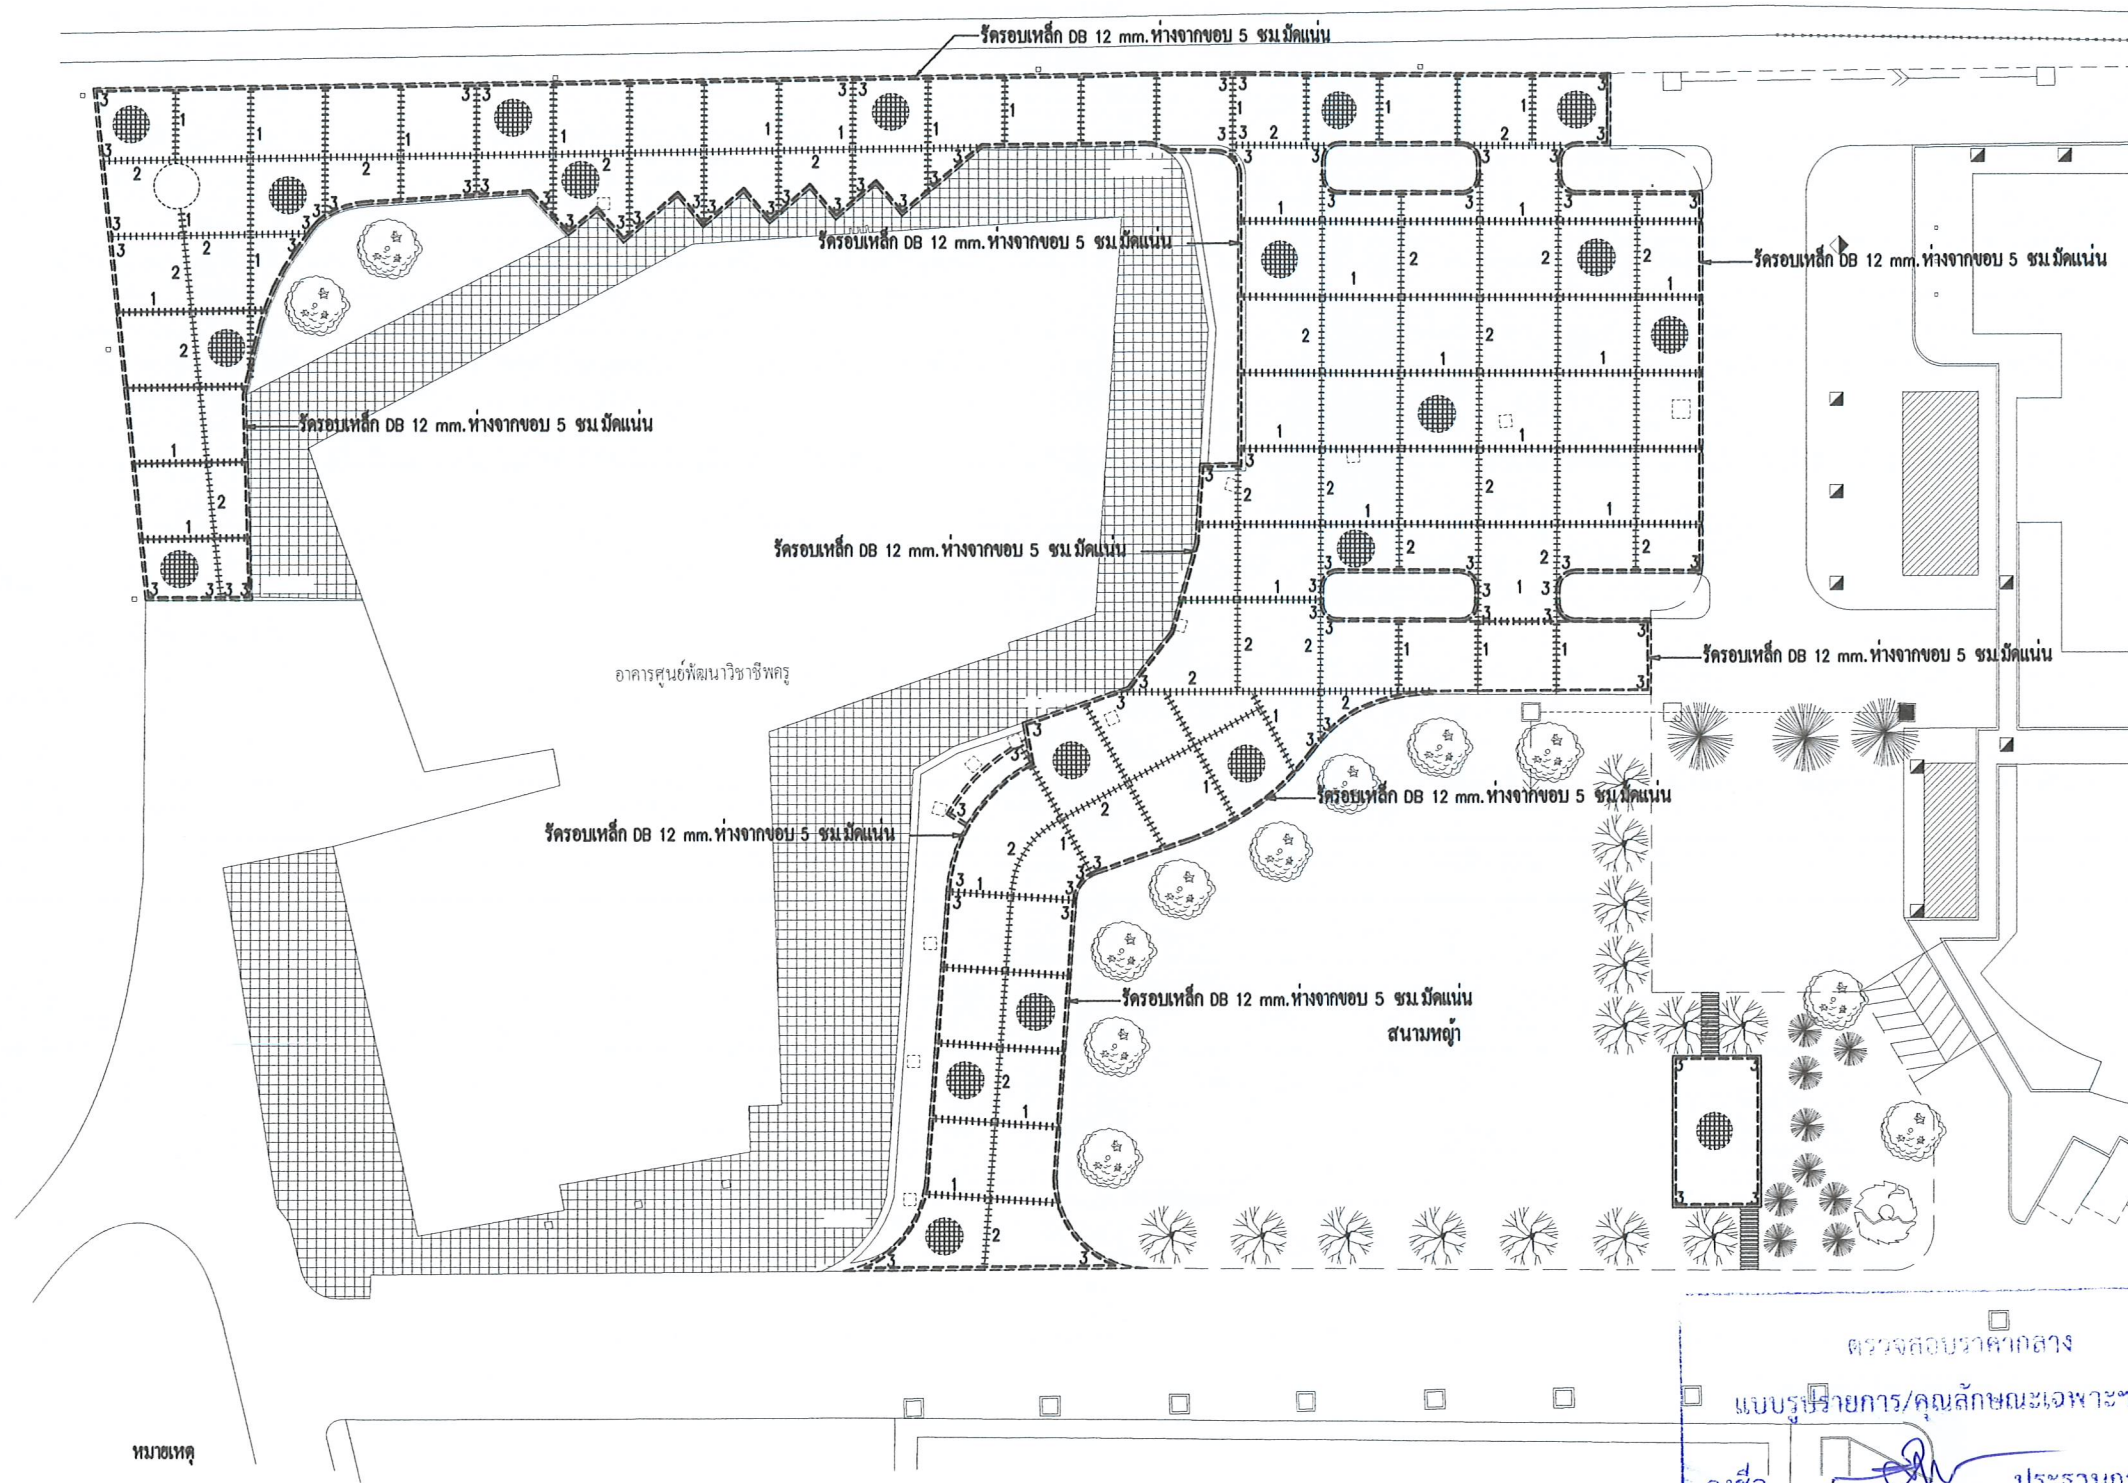 รัดรอบเหล็ก DB 12 mm.ห่างจากขอบ 5 ซม.มัดแน่น
รัดรอบเหล็ก DB 12 mm.ห่างจากขอบ 5 ซม.มัดแน่น
รัดรอบเหล็ก DB 12 mm.ห่างจากขอบ 5 ซม.มัดแน่น
รัดรอบเหล็ก DB 12 mm.ห่างจากขอบ 5 ซม.มัดแน่น
รัดรอบเหล็ก DB 12 mm.ห่างจากขอบ 5 ซม.มัดแน่น
อาคารศูนย์พัฒนาวิชาชีพครู
รัดรอบเหล็ก DB 12 mm.ห่างจากขอบ 5 ซม.มัดแน่น
รัดรอบเหล็ก DB 12 mm.ห่างจากขอบ 5 ซม.มัดแน่น
รัดรอบเหล็ก DB 12 mm.ห่างจากขอบ 5 ซม.มัดแน่น
รัดรอบเหล็ก DB 12 mm.ห่างจากขอบ 5 ซม.มัดแน่น
สนามหญ้า
ตรวจสอบราคากลาง
แบบรูปรายการ/คุณลักษณะเฉพาะฯ
หมายเหตุ